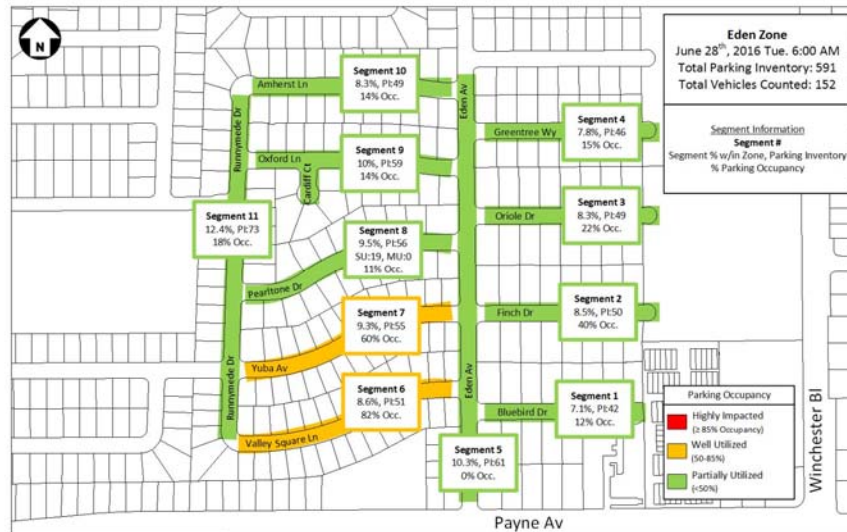 N
Eden Zone
June 28th, 2016 Tue. 6:00 AM
Total Parking Inventory: 591
Total Vehicles Counted: 152
Segment Information
Segment #
Segment % w/in Zone, Parking Inventory
% Parking Occupancy
Segment 10
8.3%, PI:49
14% Occ.
Amherst Ln
Eden Av
Runnymede Dr
Segment 4
7.8%, PI:46
15% Occ.
Greentree Wy
Segment 9
10%, PI:59
14% Occ.
Oxford Ln
Cardiff Ct
Segment 3
8.3%, PI:49
22% Occ.
Oriole Dr
Segment 11
12.4%, PI:73
18% Occ.
Segment 8
9.5%, PI:56
SU:19, MU:0
11% Occ.
Pearltone Dr
Segment 7
9.3%, PI:55
60% Occ.
Yuba Av
Segment 2
8.5%, PI:50
40% Occ.
Finch Dr
Runnymede Dr
Eden Av
Segment 6
8.6%, PI:51
82% Occ.
Valley Square Ln
Segment 1
7.1%, PI:42
12% Occ.
Bluebird Dr
Segment 5
10.3%, PI:61
0% Occ.
Parking Occupancy
Highly Impacted
(≥ 85% Occupancy)
Well Utilized
(50-85%)
Partially Utilized
(<50%)
Winchester Bl
Payne Av